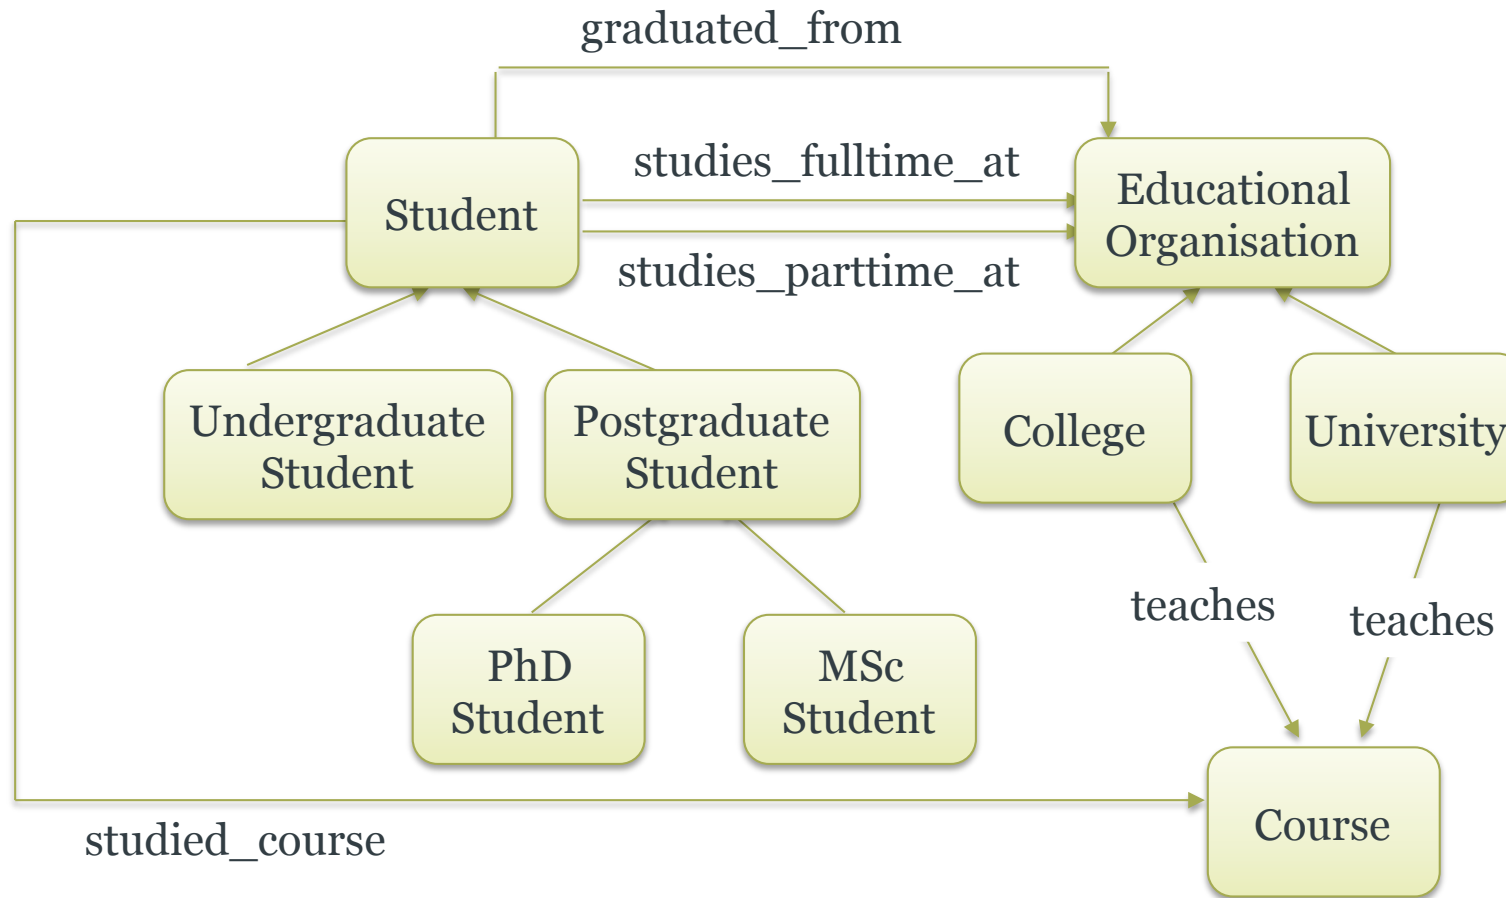 graduated_from
studies_fulltime_at
Student
Educational
Organisation
studies_parttime_at
Undergraduate
Student
Postgraduate
Student
College
University
teaches
teaches
PhD
Student
MSc
Student
Course
studied_course